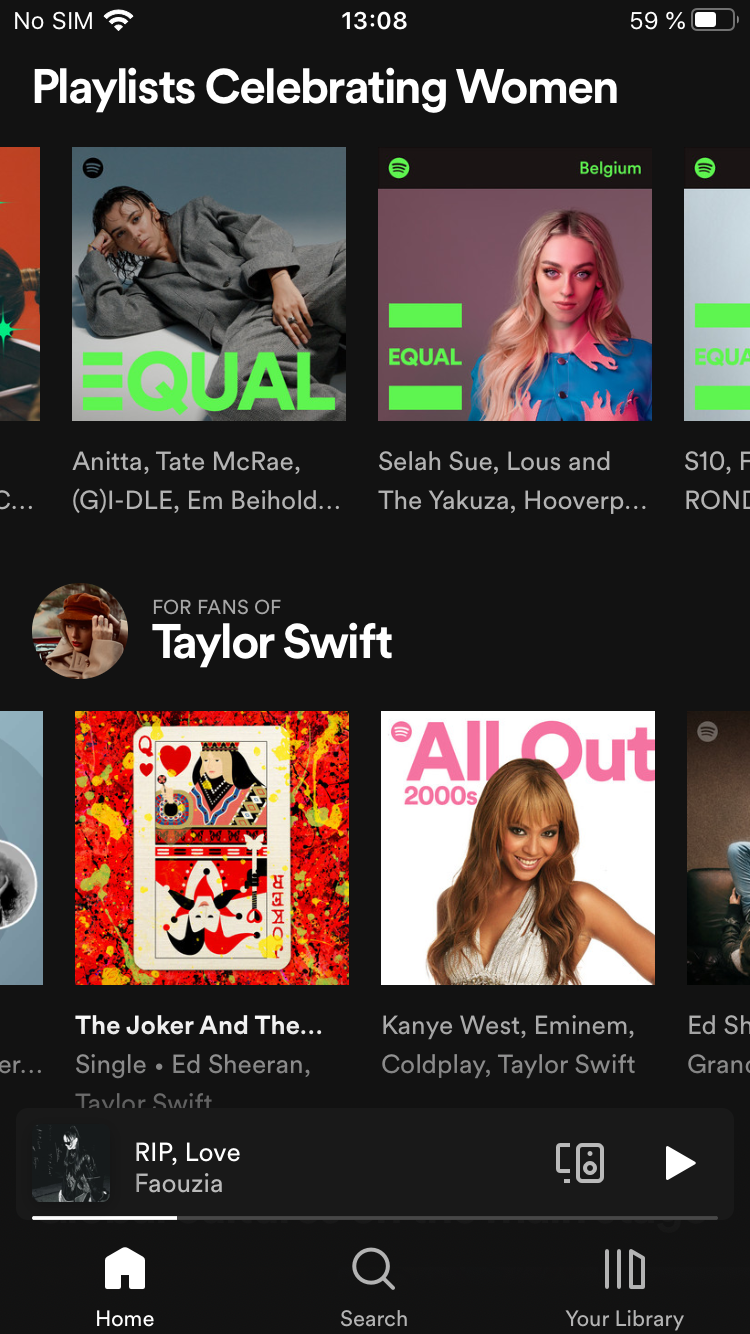 No SIM
13:08
59 %
Playlists Celebrating Women
Belgium
EQUAL
EQUAL
EQUA
Anitta, Tate McRae,
(G)I-DLE, Em Beihold...
Selah Sue, Lous and
The Yakuza, Hooverp...
S10, F
ROND
C...
FOR FANS OF
Taylor Swift
Q
JOKER
All Out
2000s
The Joker And The...
Single • Ed Sheeran,
Taylor Swift
Kanye West, Eminem,
Coldplay, Taylor Swift
Ed Sh
Grand
er...
RIP, Love
Faouzia
Home
Search
Your Library